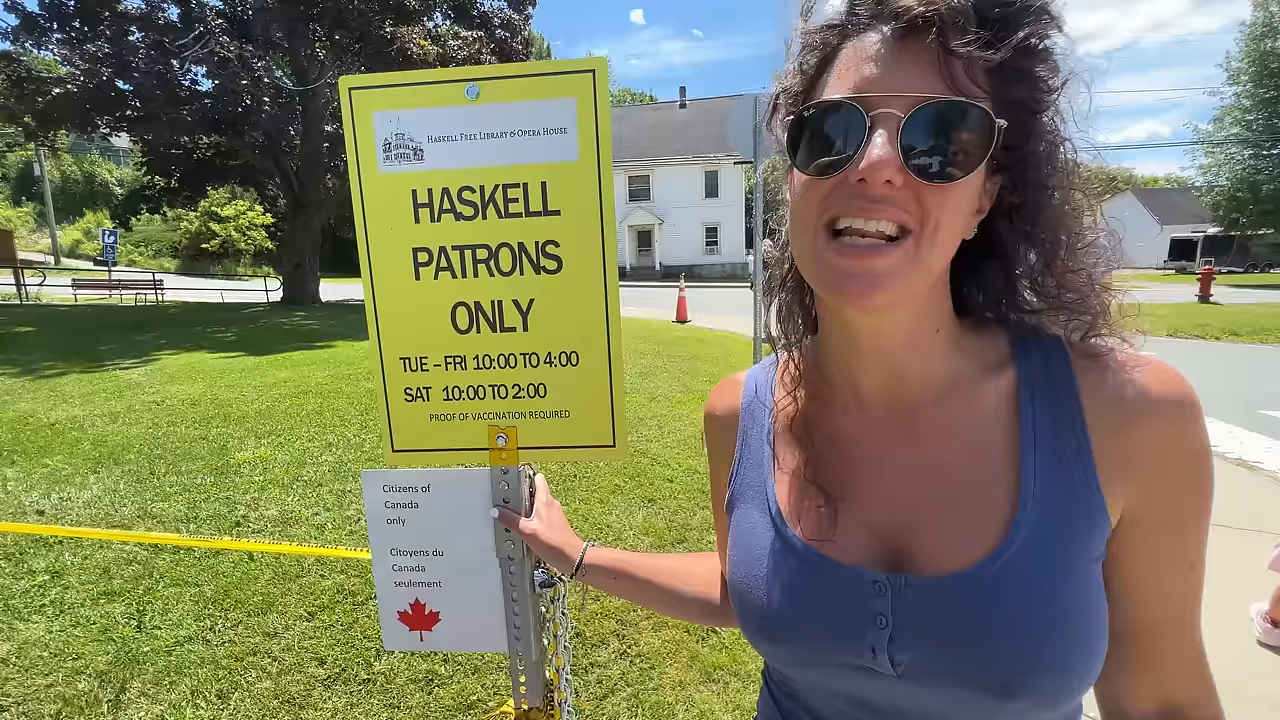 HASKELL FREE LIBRARY & OPERA HOUSE
HASKELL
PATRONS
ONLY
TUE – FRI 10:00 TO 4:00
SAT 10:00 TO 2:00
PROOF OF VACCINATION REQUIRED
Citizens of
Canada
only
Citoyens du
Canada
seulement